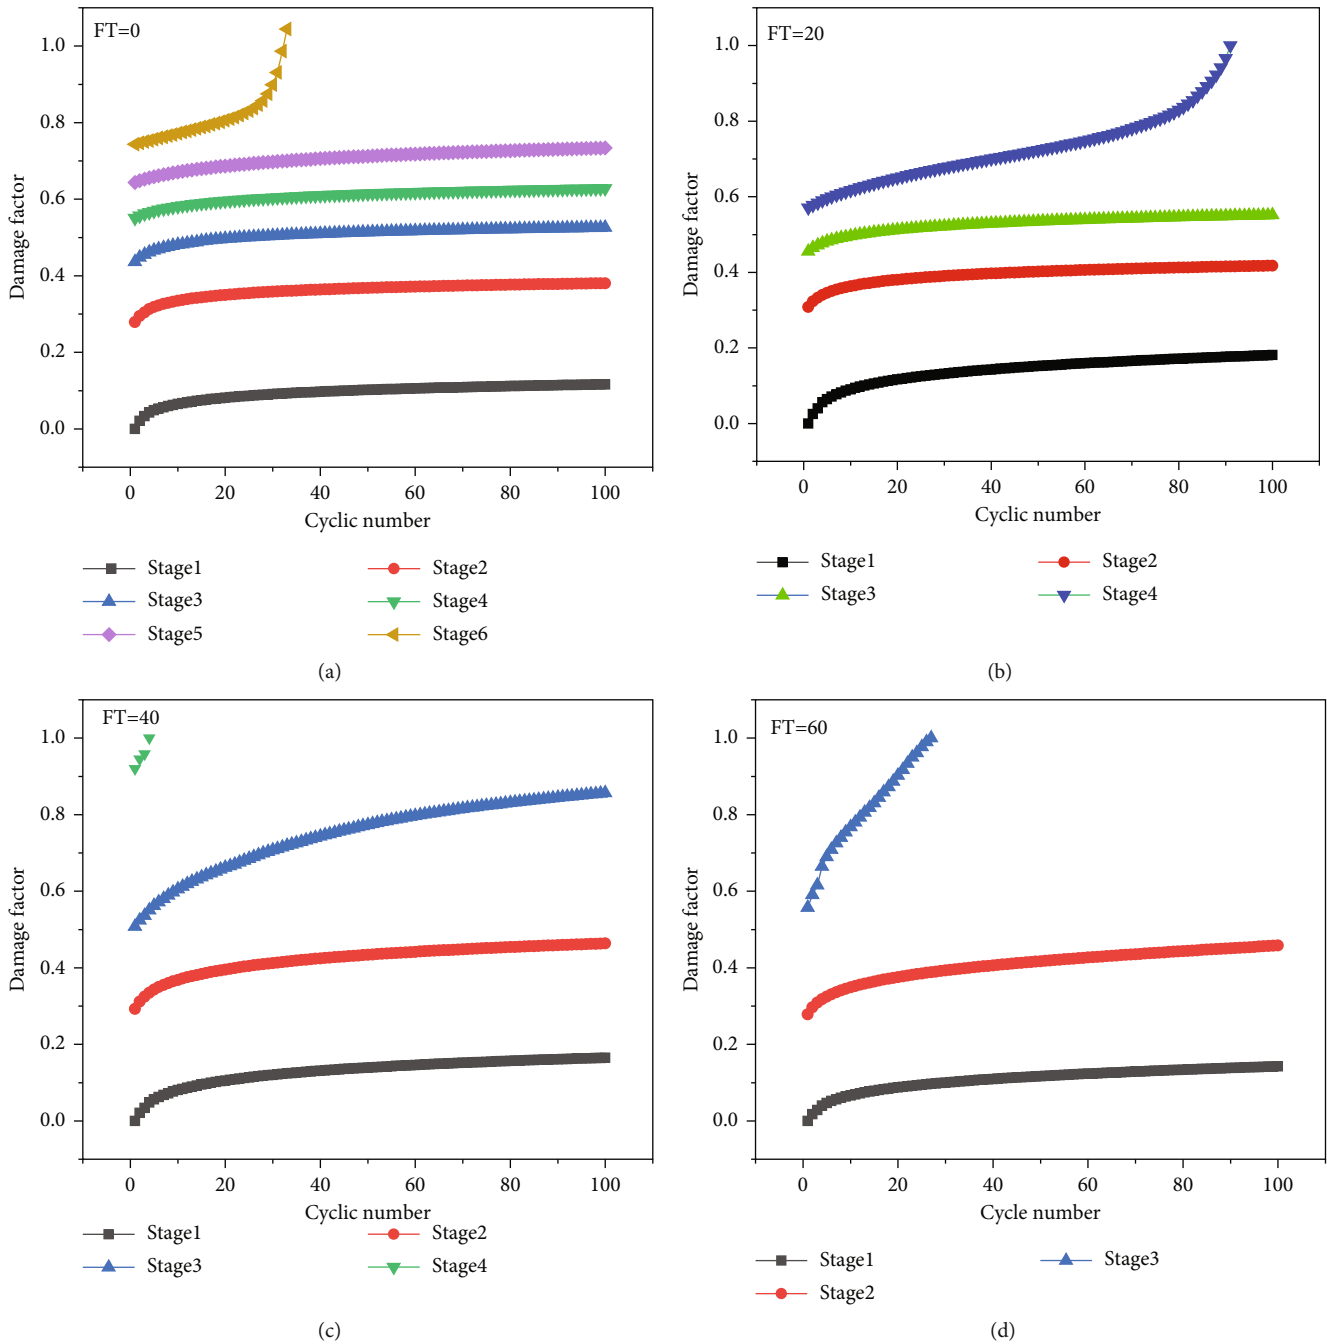 FT=0
1.0
0.8
0.6
0.4
0.2
0.0
Damage factor
0 20 40 60 80 100
Cyclic number
Stage1 Stage2
Stage3 Stage4
Stage5 Stage6
(a)
FT=20
1.0
0.8
0.6
0.4
0.2
0.0
Damage factor
0 20 40 60 80 100
Cyclic number
Stage1 Stage2
Stage3 Stage4
(b)
FT=40
1.0
0.8
0.6
0.4
0.2
0.0
Damage factor
0 20 40 60 80 100
Cyclic number
Stage1 Stage2
Stage3 Stage4
(c)
FT=60
1.0
0.8
0.6
0.4
0.2
0.0
Damage factor
0 20 40 60 80 100
Cycle number
Stage1 Stage3
Stage2
(d)